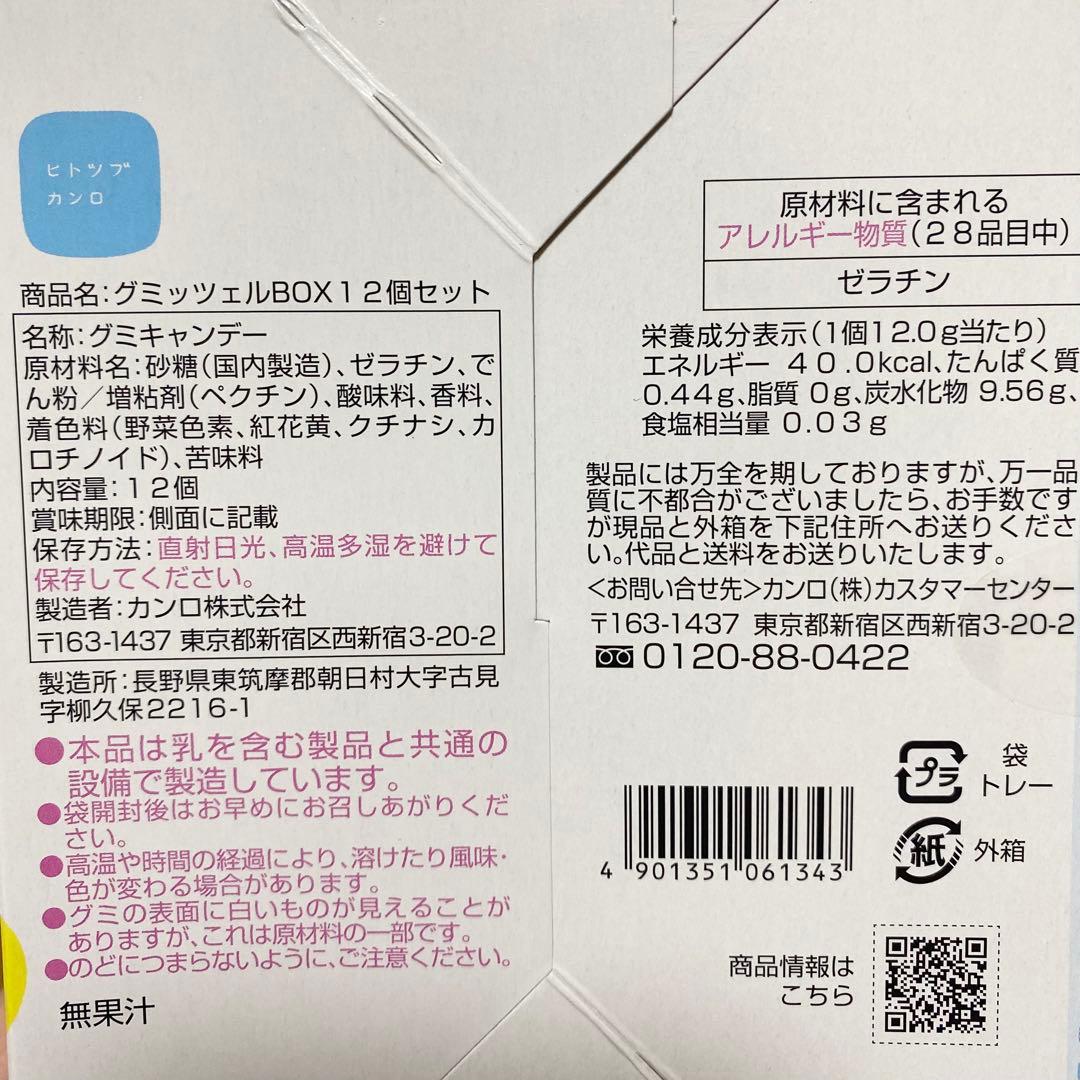 ヒトツブ
カンロ
商品名:グミッツェルBOX12個セット
名称:グミキャンデー
原材料名:砂糖(国内製造)、ゼラチン、で
ん粉/増粘剤(ペクチン)、酸味料、香料、
着色料(野菜色素、紅花黄、クチナシ、カ
ロチノイド)、苦味料
内容量:12個
賞味期限:側面に記載
保存方法:直射日光、高温多湿を避けて
保存してください。
製造者:カンロ株式会社
〒163-1437 東京都新宿区西新宿3-20-2
製造所:長野県東筑摩郡朝日村大字古見
字柳久保2216-1
●本品は乳を含む製品と共通の
設備で製造しています。
●袋開封後はお早めにお召しあがりくだ
さい。
●高温や時間の経過により、溶けたり風味・
色が変わる場合があります。
●グミの表面に白いものが見えることが
ありますが、これは原材料の一部です。
●のどにつまらないように、ご注意ください。
無果汁
原材料に含まれる
アレルギー物質(28品目中)
ゼラチン
栄養成分表示(1個12.0g当たり)
エネルギー 40.0kcal、たんぱく質
0.44g、脂質 0g、炭水化物 9.56g、
食塩相当量 0.03g
製品には万全を期しておりますが、万一品
質に不都合がございましたら、お手数です
が現品と外箱を下記住所へお送りくださ
い。代品と送料をお送りいたします。
<お問い合せ先>カンロ(株)カスタマーセンター
〒163-1437 東京都新宿区西新宿3-20-2
0120-88-0422
プラ
袋
トレー
紙
外箱
4 901351 061343
商品情報は
こちら